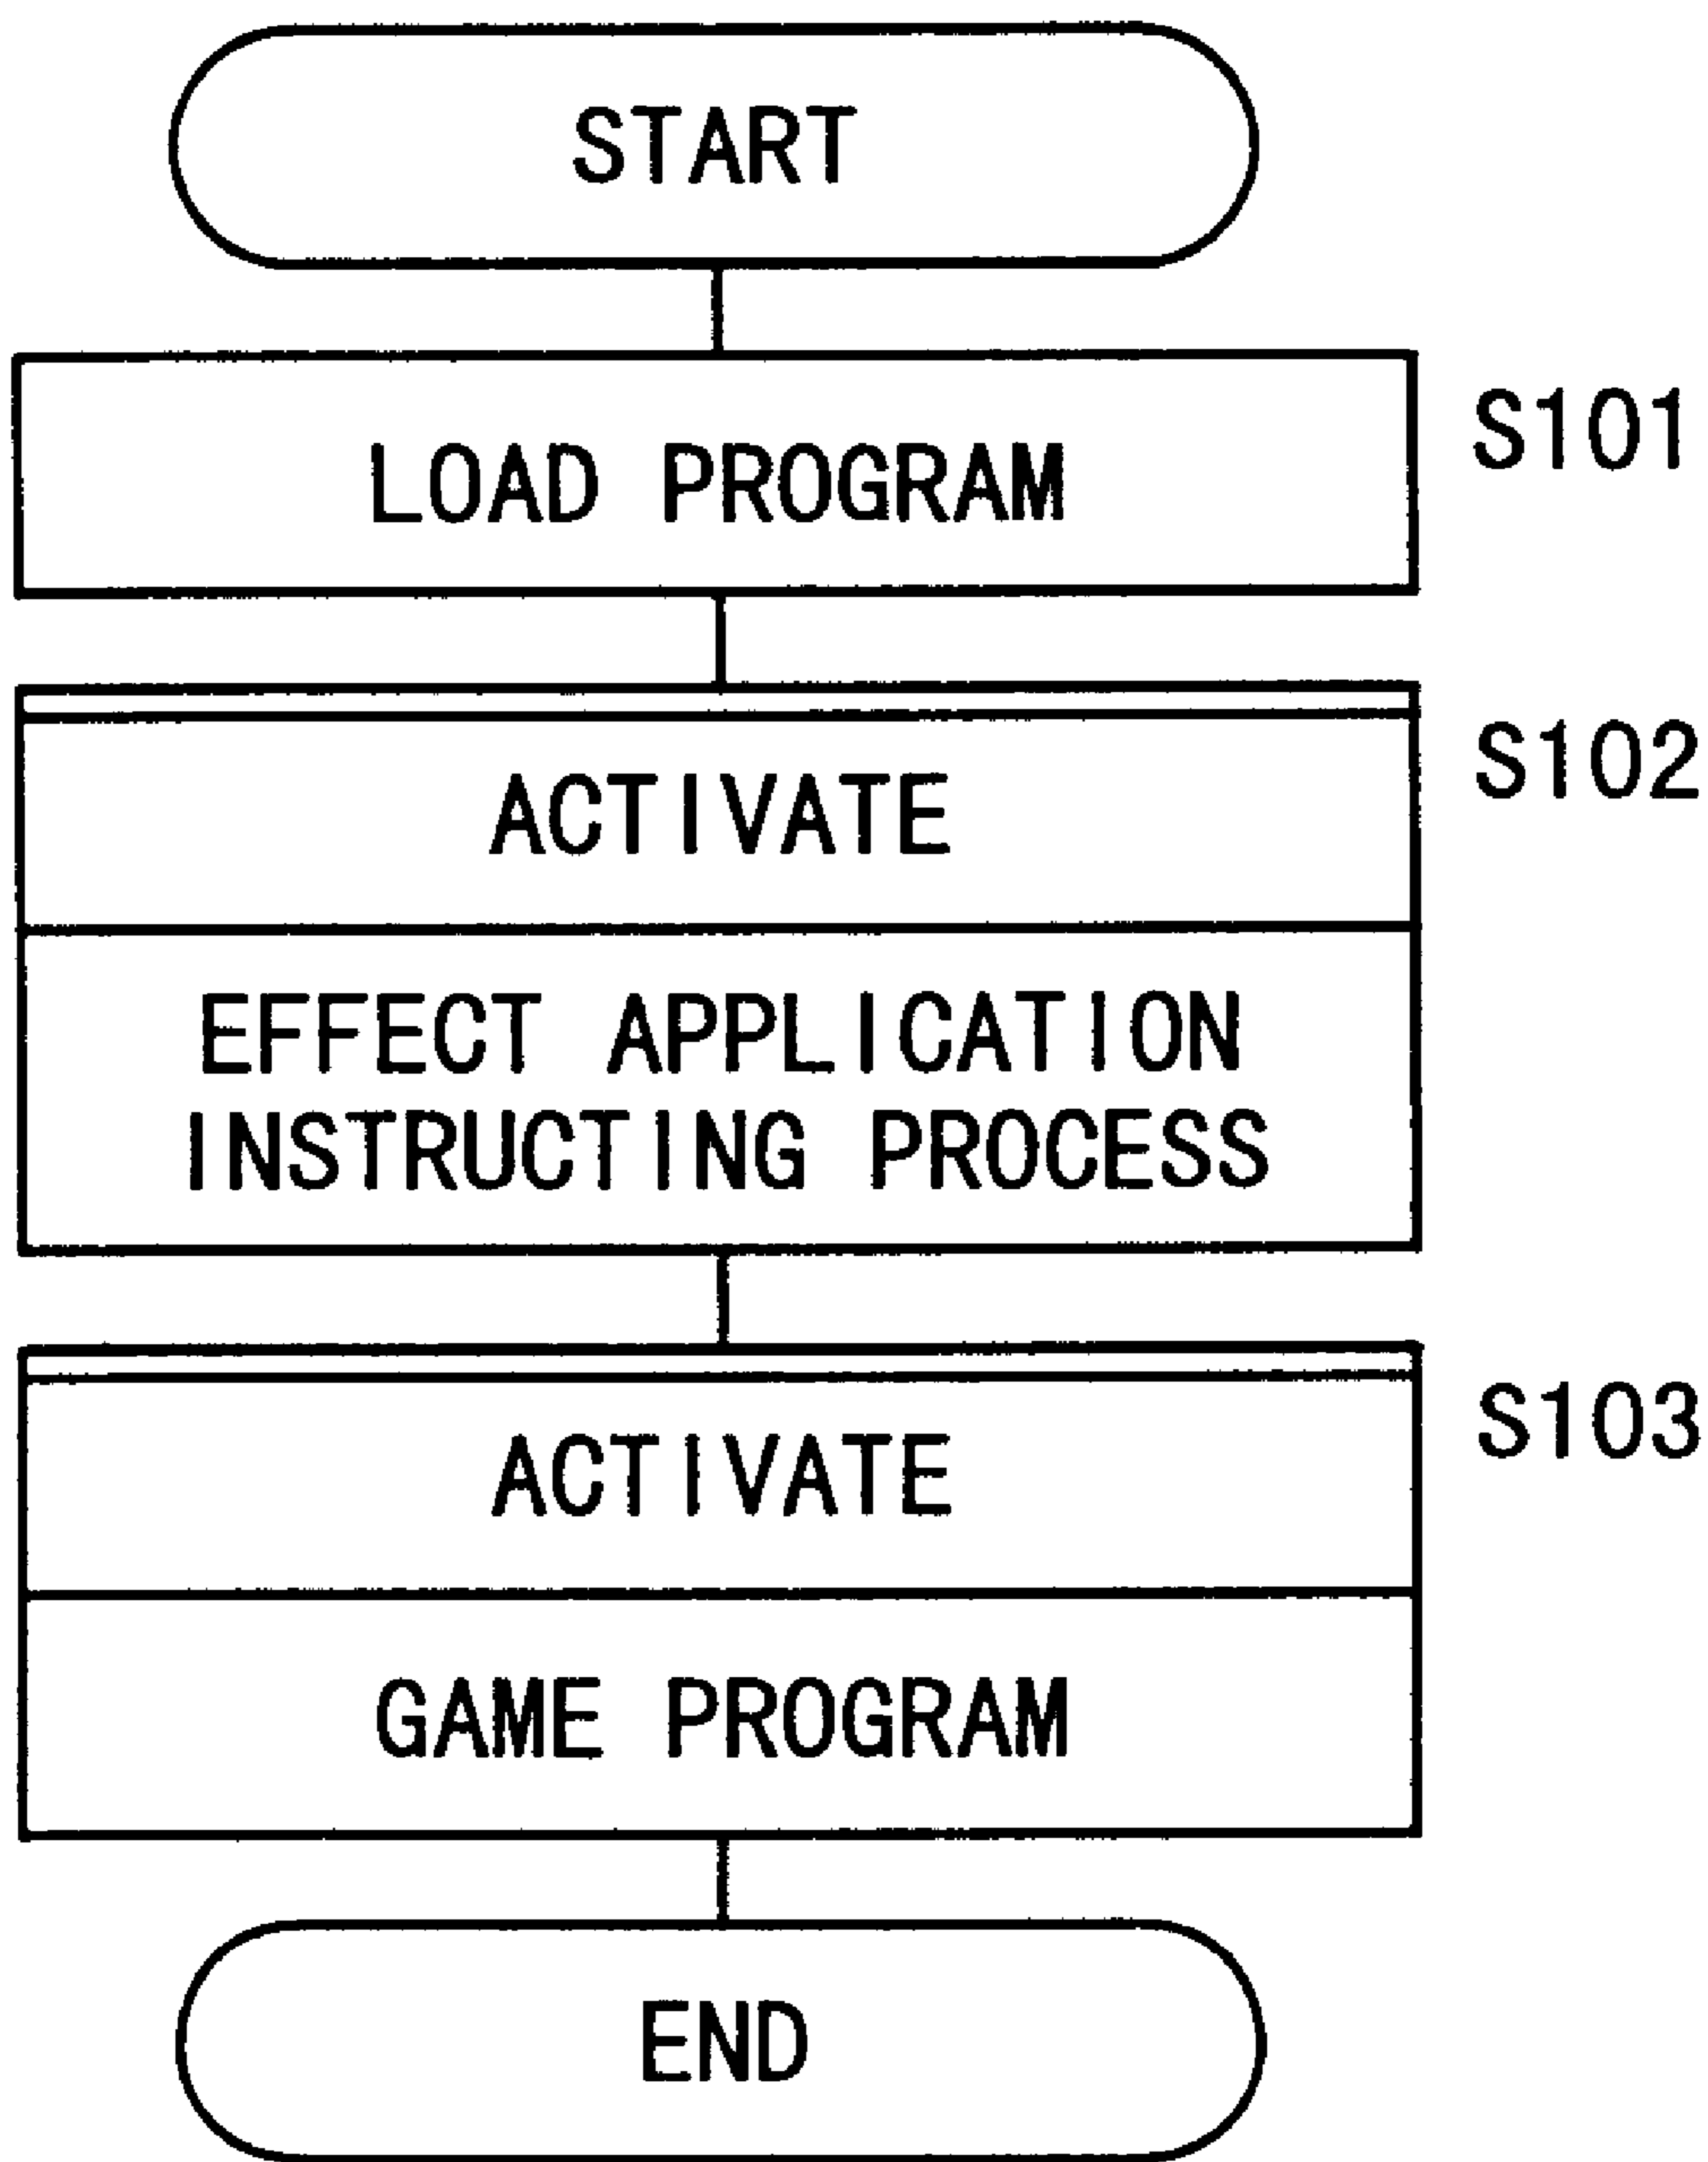 START
LOAD PROGRAM
S101
ACTIVATE
S102
EFFECT APPLICATION
INSTRUCTING PROCESS
ACTIVATE
S103
GAME PROGRAM
END